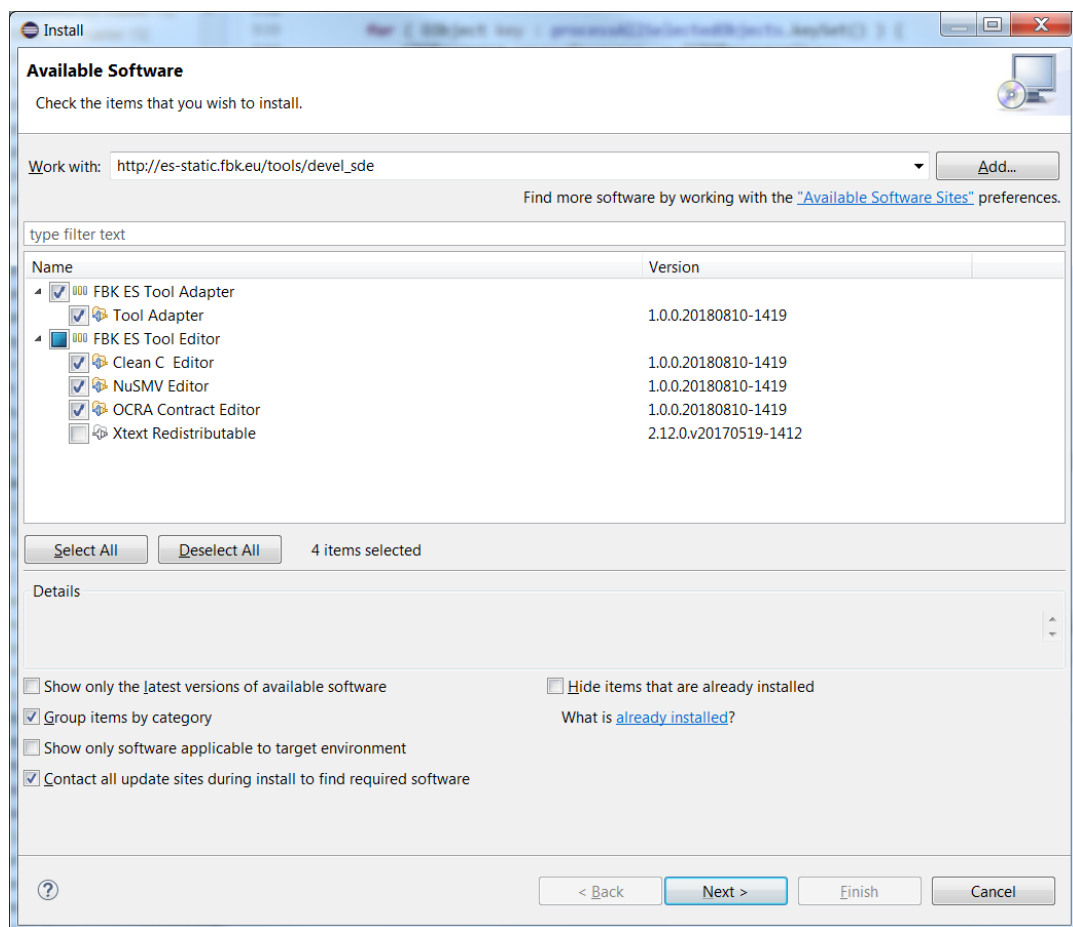 Install
for ( EObject key : processAllSelectedObjects.keySet() ) {
Available Software
Check the items that you wish to install.
Work with: http://es-static.fbk.eu/tools/devel_sde Add...
Find more software by working with the "Available Software Sites" preferences.
type filter text
Name Version
FBK ES Tool Adapter
Tool Adapter 1.0.0.20180810-1419
FBK ES Tool Editor
Clean C Editor 1.0.0.20180810-1419
NuSMV Editor 1.0.0.20180810-1419
OCRA Contract Editor 1.0.0.20180810-1419
Xtext Redistributable 2.12.0.v20170519-1412
Select All Deselect All 4 items selected
Details
Show only the latest versions of available software Hide items that are already installed
Group items by category What is already installed?
Show only software applicable to target environment
Contact all update sites during install to find required software
< Back Next > Finish Cancel